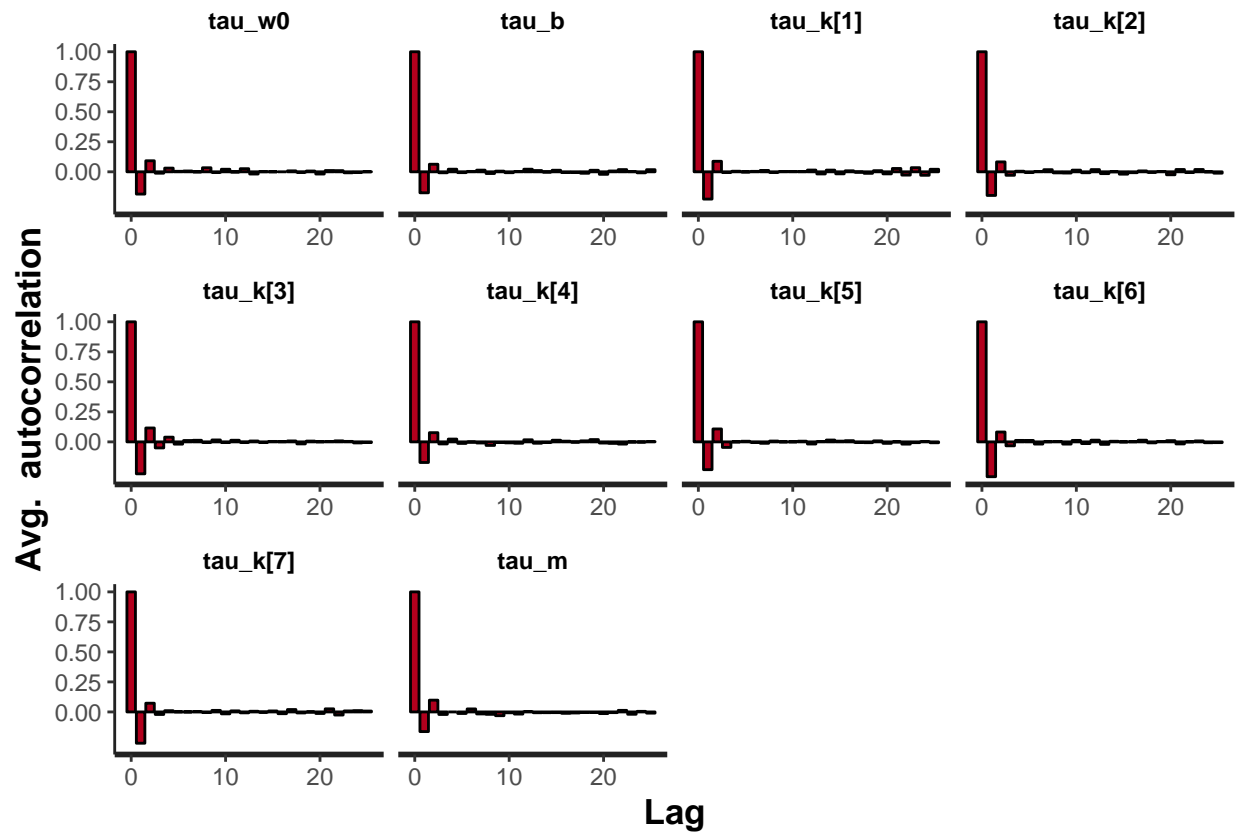 tau_w0 tau_b tau_k[1] tau_k[2]
1.00
0.75
0.50
0.25
0.00
0 10 20 0 10 20 0 10 20 0 10 20
tau_k[3] tau_k[4] tau_k[5] tau_k[6]
1.00
0.75
0.50
0.25
0.00
0 10 20 0 10 20 0 10 20 0 10 20
tau_k[7] tau_m
1.00
0.75
0.50
0.25
0.00
0 10 20 0 10 20
Avg. autocorrelation
Lag